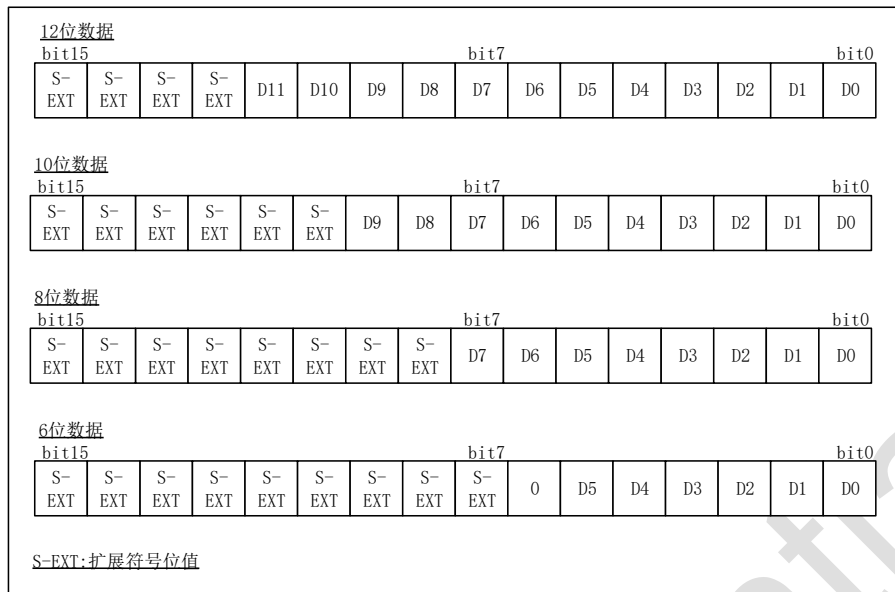 12位数据
bit15 bit7 bit0
S-EXT S-EXT S-EXT S-EXT D11 D10 D9 D8 D7 D6 D5 D4 D3 D2 D1 D0
10位数据
bit15 bit7 bit0
S-EXT S-EXT S-EXT S-EXT S-EXT S-EXT D9 D8 D7 D6 D5 D4 D3 D2 D1 D0
8位数据
bit15 bit7 bit0
S-EXT S-EXT S-EXT S-EXT S-EXT S-EXT S-EXT S-EXT D7 D6 D5 D4 D3 D2 D1 D0
6位数据
bit15 bit7 bit0
S-EXT S-EXT S-EXT S-EXT S-EXT S-EXT S-EXT S-EXT S-EXT 0 D5 D4 D3 D2 D1 D0
S-EXT:扩展符号位值